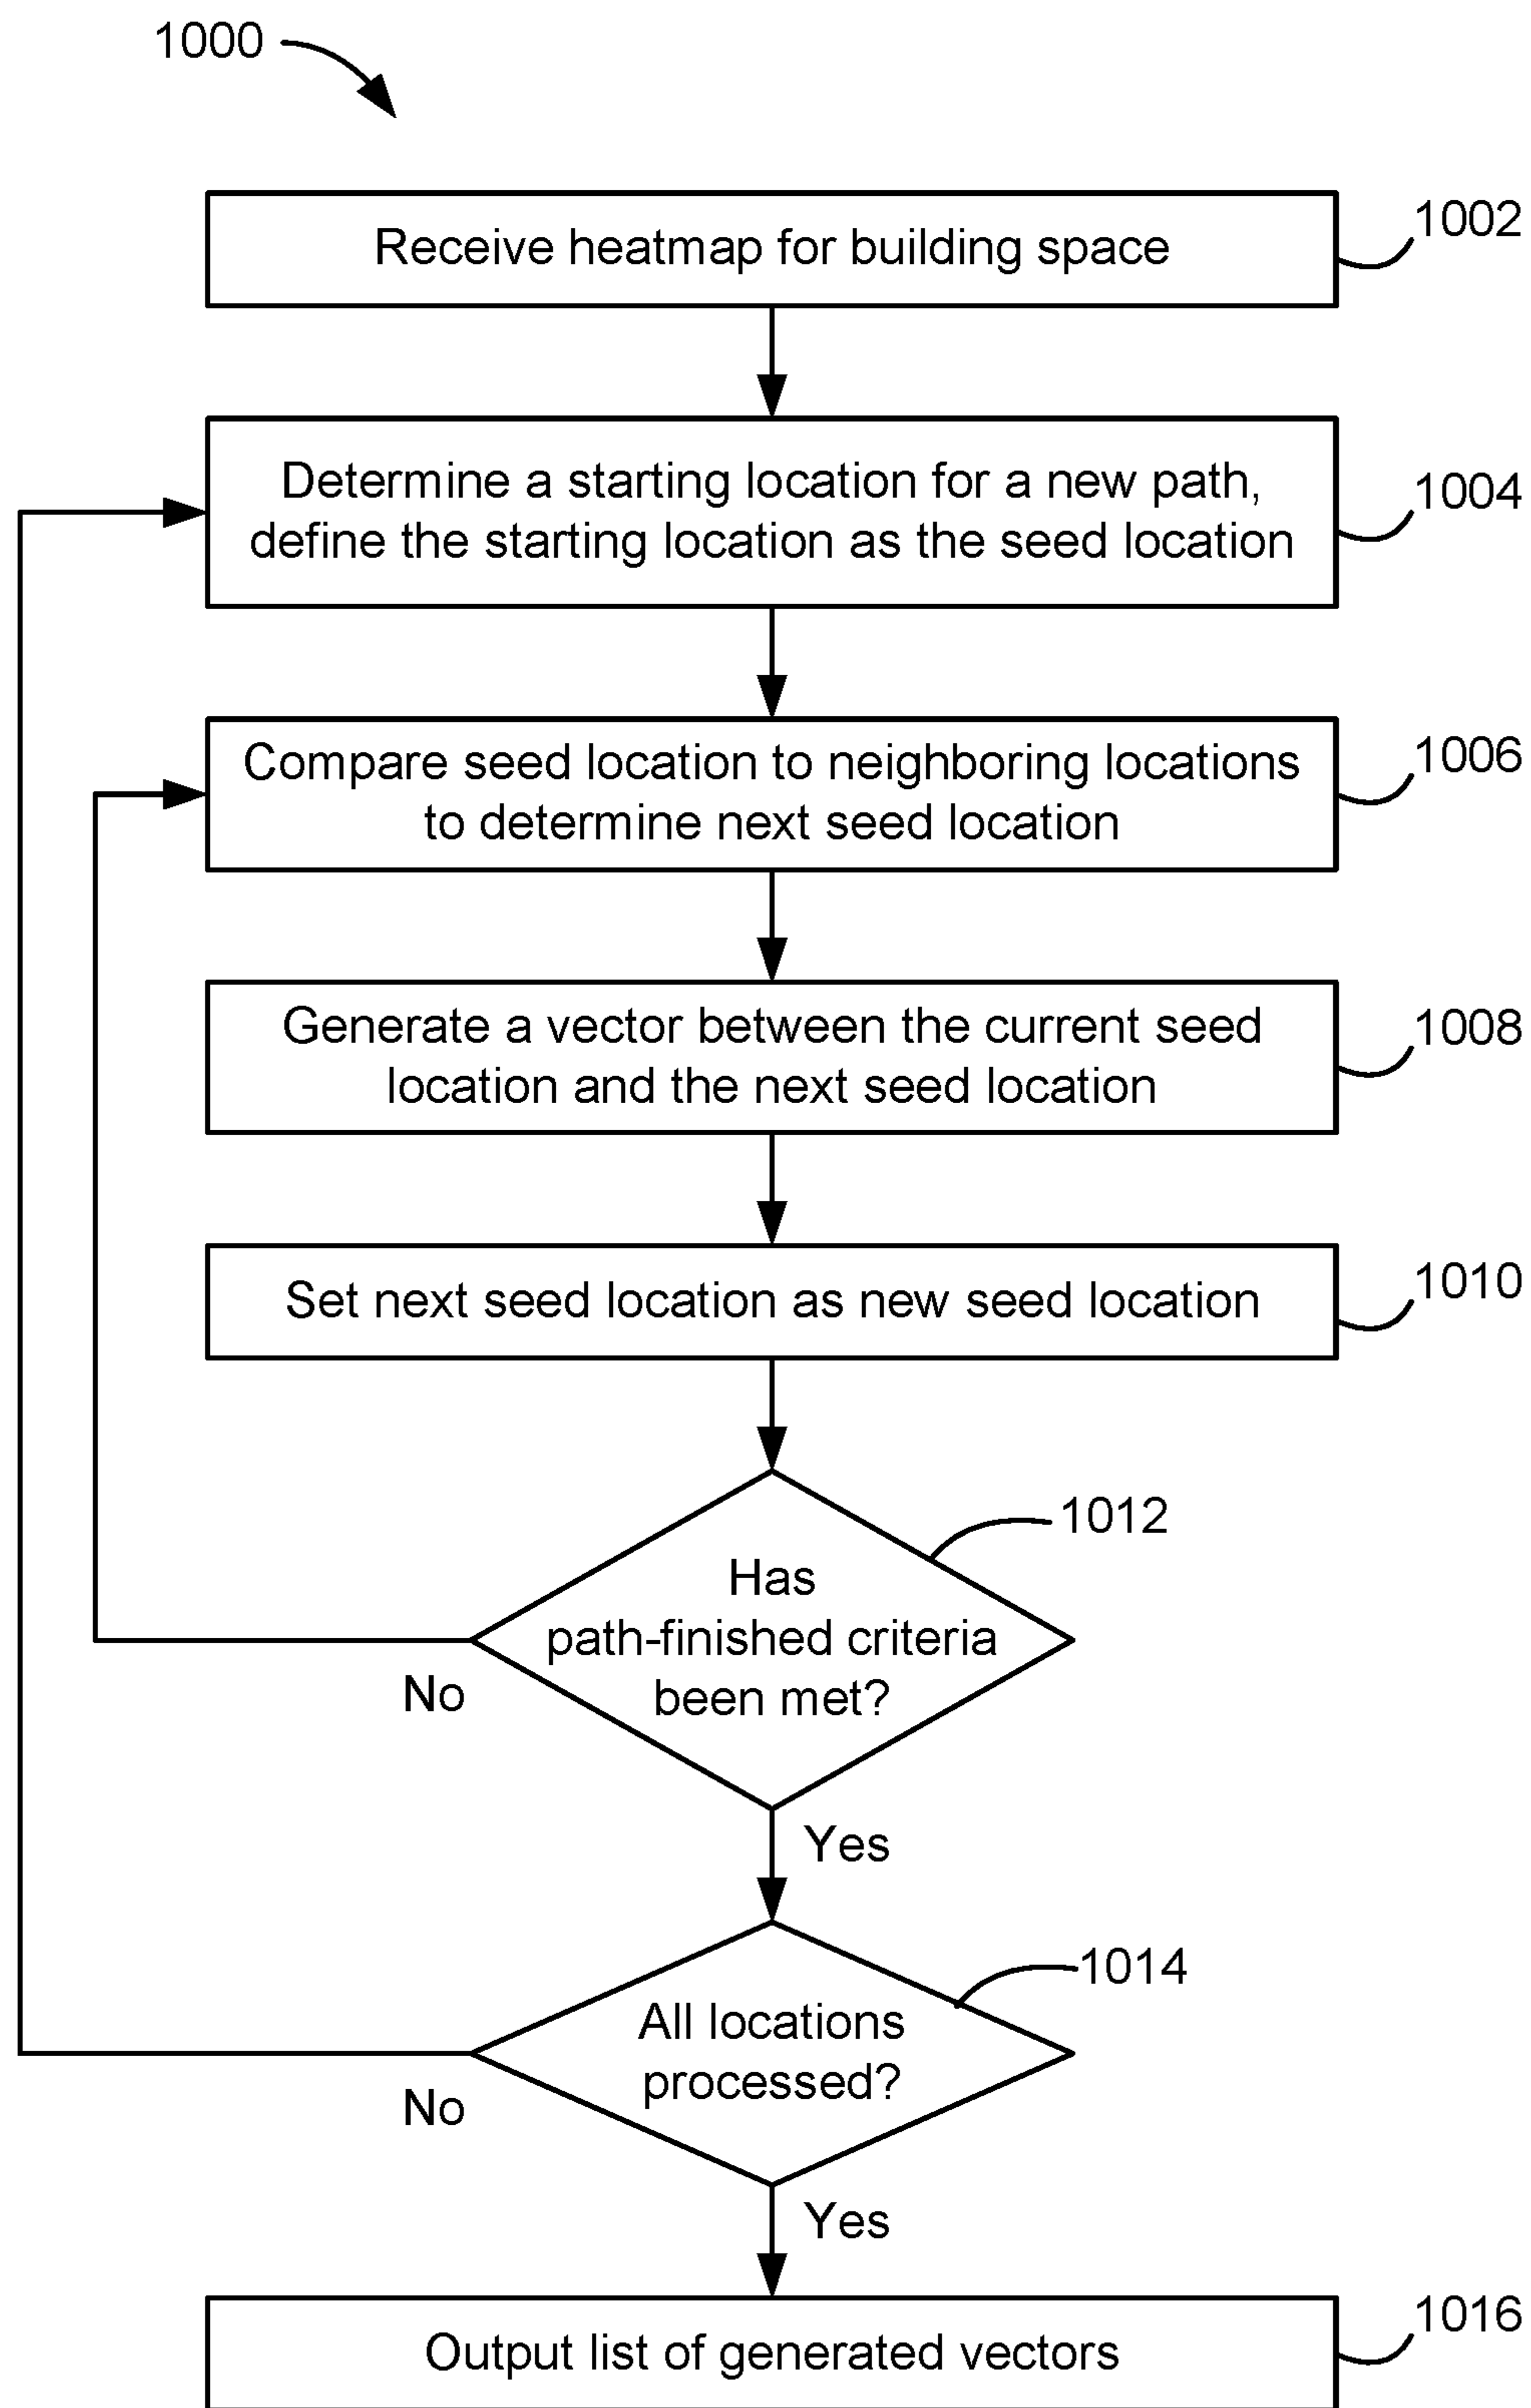 1000
Receive heatmap for building space
1002
Determine a starting location for a new path,
define the starting location as the seed location
1004
Compare seed location to neighboring locations
to determine next seed location
1006
Generate a vector between the current seed
location and the next seed location
1008
Set next seed location as new seed location
1010
Has
path-finished criteria
been met?
1012
No
Yes
All locations
processed?
1014
No
Yes
Output list of generated vectors
1016